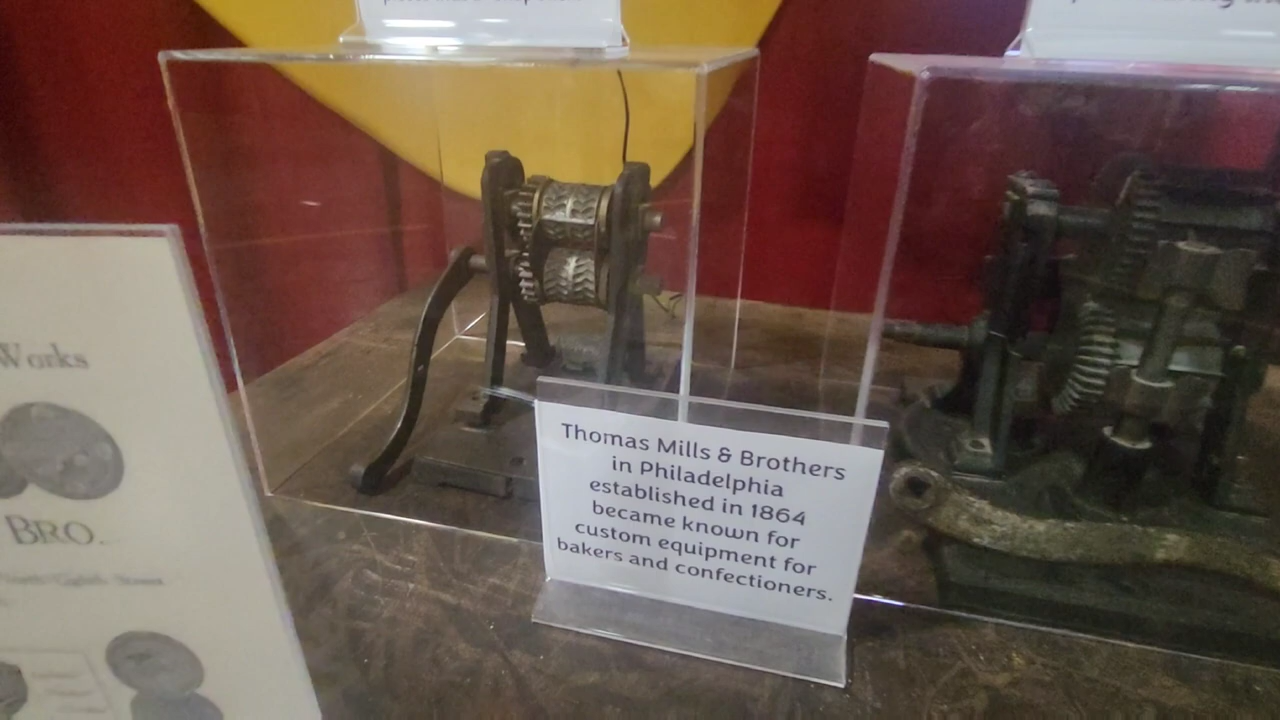 Works
BRO.
Thomas Mills & Brothers
in Philadelphia
established in 1864
became known for
custom equipment for
bakers and confectioners.